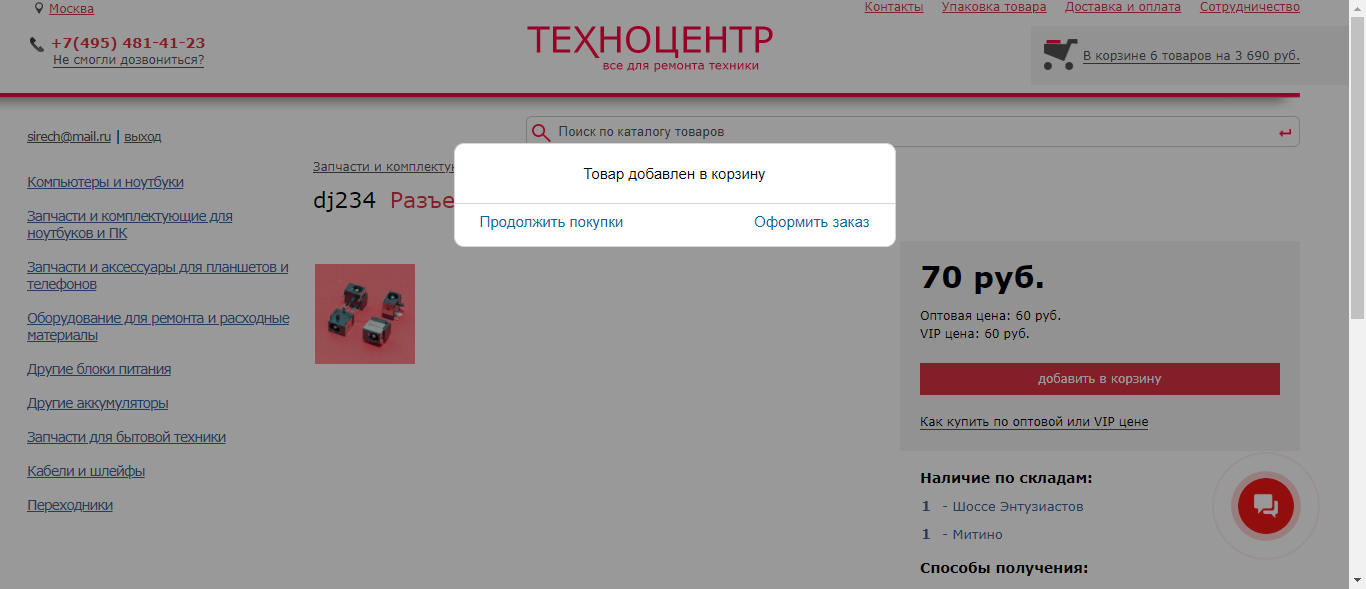 Москва
Контакты Упаковка товара Доставка и оплата Сотрудничество
+7(495) 481-41-23
Не смогли дозвониться?
ТЕХНОЦЕНТР
все для ремонта техники
В корзине 6 товаров на 3 690 руб.
sirech@mail.ru | выход
Поиск по каталогу товаров
Запчасти и
dj234
Товар добавлен в корзину
Продолжить покупки Оформить заказ
Компьютеры и ноутбуки
Запчасти и комплектующие для
ноутбуков и ПК
Запчасти и аксессуары для планшетов и
телефонов
Оборудование для ремонта и расходные
материалы
Другие блоки питания
Другие аккумуляторы
Запчасти для бытовой техники
Кабели и шлейфы
Переходники
70 руб.
Оптовая цена: 60 руб.
VIP цена: 60 руб.
добавить в корзину
Как купить по оптовой или VIP цене
Наличие по складам:
1 - Шоссе Энтузиастов
1 - Митино
Способы получения: